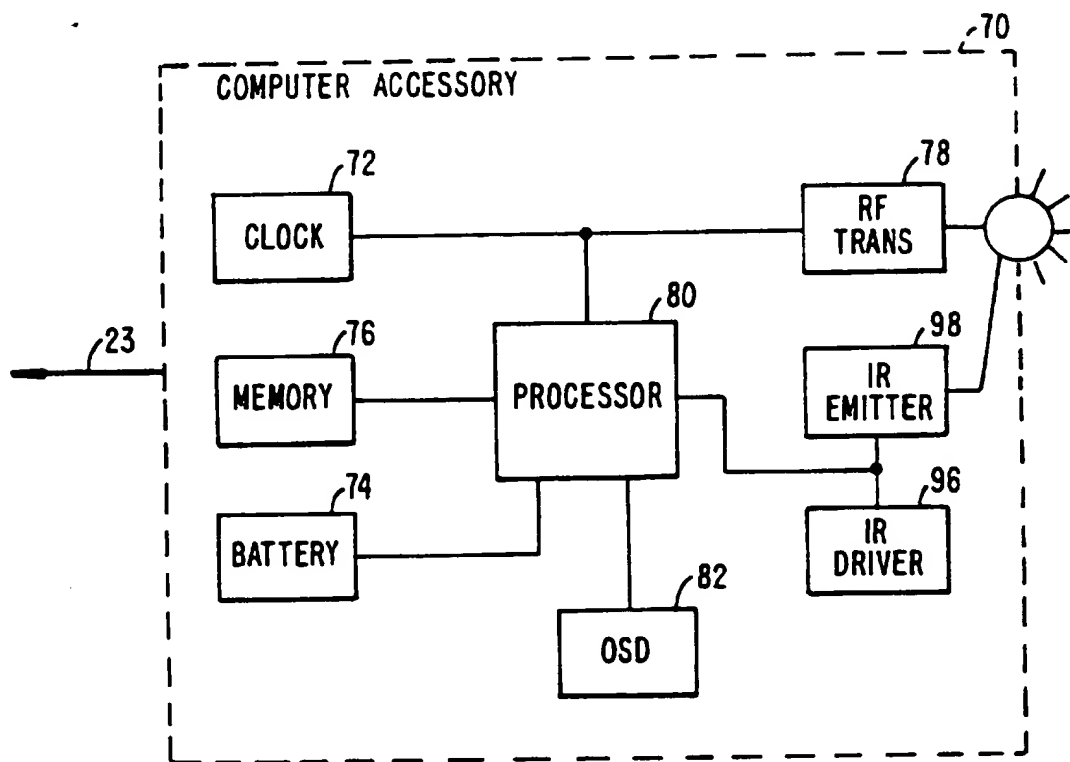 70
COMPUTER ACCESSORY
72
CLOCK
78
RF
TRANS
80
PROCESSOR
23
76
MEMORY
98
IR
EMITTER
74
BATTERY
96
IR
DRIVER
82
OSD